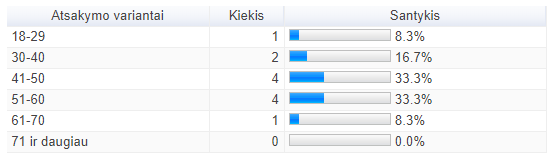 Atsakymo variantai Kiekis Santykis
18-29 1 8.3%
30-40 2 16.7%
41-50 4 33.3%
51-60 4 33.3%
61-70 1 8.3%
71 ir daugiau 0 0.0%